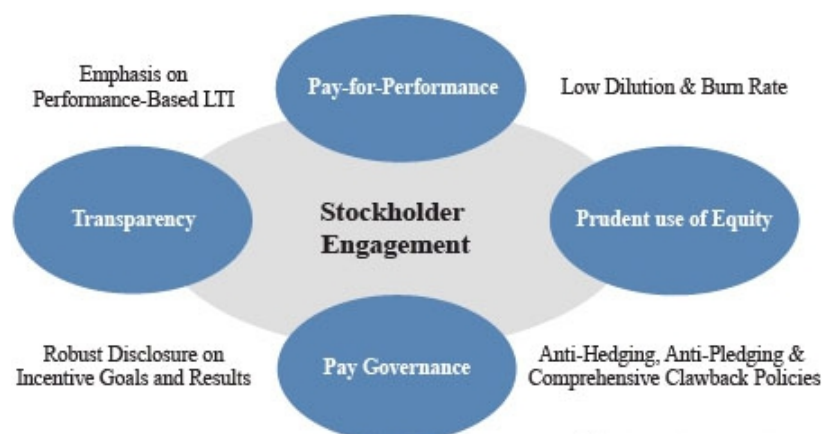 Emphasis on
Performance-Based LTI
Pay-for-Performance
Low Dilution & Burn Rate
Transparency
Stockholder
Engagement
Prudent use of Equity
Robust Disclosure on
Incentive Goals and Results
Pay Governance
Anti-Hedging, Anti-Pledging &
Comprehensive Clawback Policies